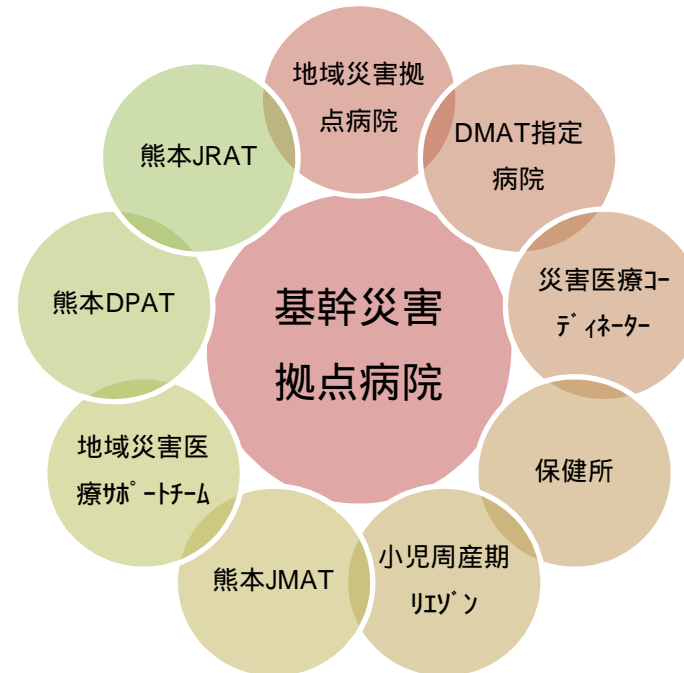 地域災害拠
点病院
DMAT指定
病院
災害医療ｺｰ
ﾃﾞｨﾈｰﾀｰ
保健所
小児周産期
ﾘｴｿﾞﾝ
熊本JMAT
地域災害医
療ｻﾎﾟｰﾄﾁｰﾑ
熊本DPAT
熊本JRAT
基幹災害
拠点病院